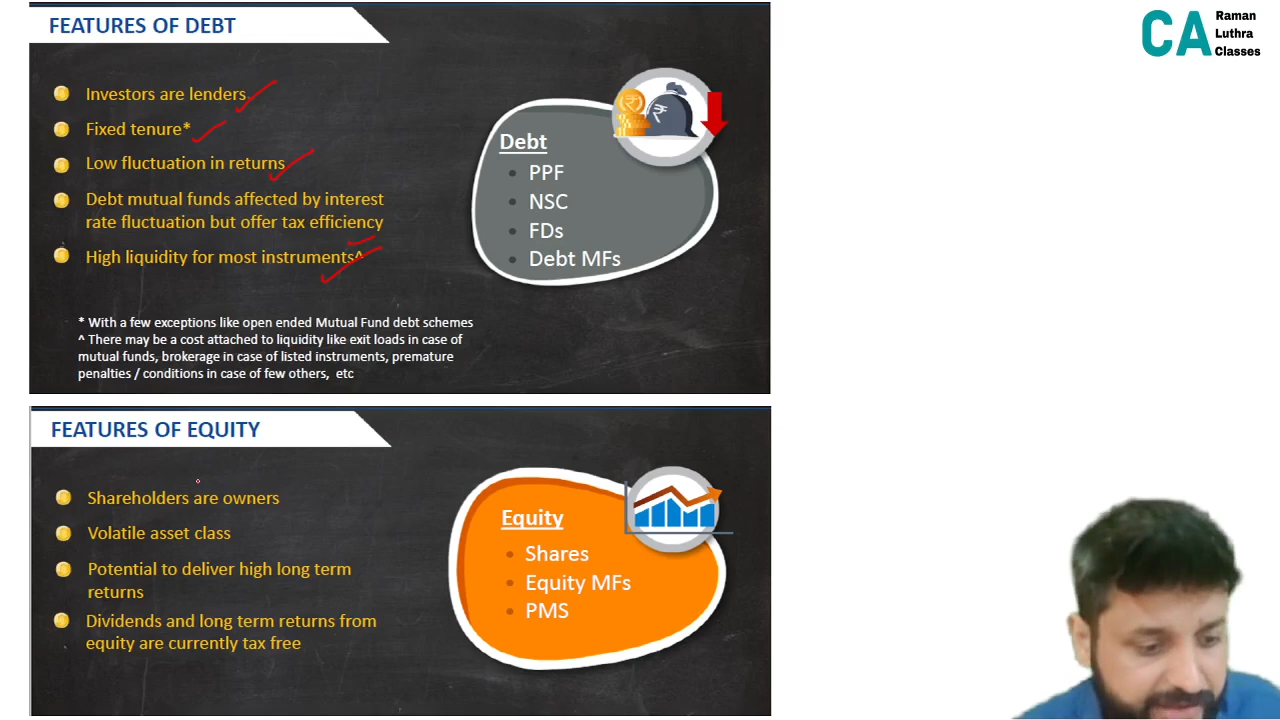 FEATURES OF DEBT
Investors are lenders
Fixed tenure*
Low fluctuation in returns
Debt mutual funds affected by interest
rate fluctuation but offer tax efficiency
High liquidity for most instruments^
* With a few exceptions like open ended Mutual Fund debt schemes
^ There may be a cost attached to liquidity like exit loads in case of
mutual funds, brokerage in case of listed instruments, premature
penalties / conditions in case of few others, etc
Debt
• PPF
• NSC
• FDs
• Debt MFs
CA Raman
Luthra
Classes
FEATURES OF EQUITY
Shareholders are owners
Volatile asset class
Potential to deliver high long term
returns
Dividends and long term returns from
equity are currently tax free
Equity
• Shares
• Equity MFs
• PMS